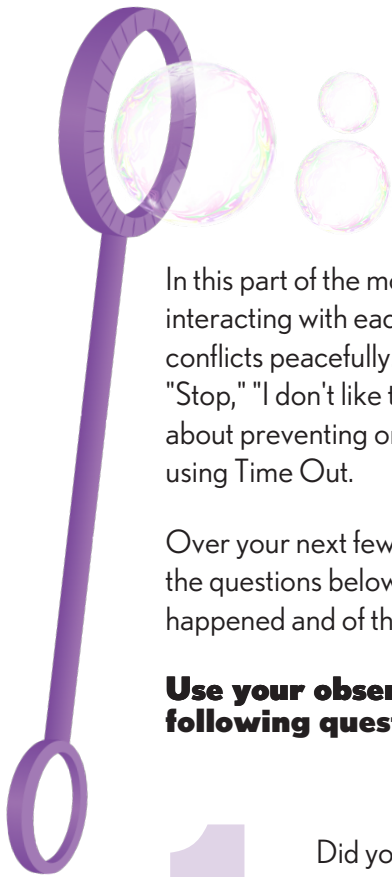 In this part of the
interacting with
conflicts peacefully
"Stop," "I don't like
about preventing
using Time Out.
Over your next few
the questions below
happened and of
Use your
following
1
Did